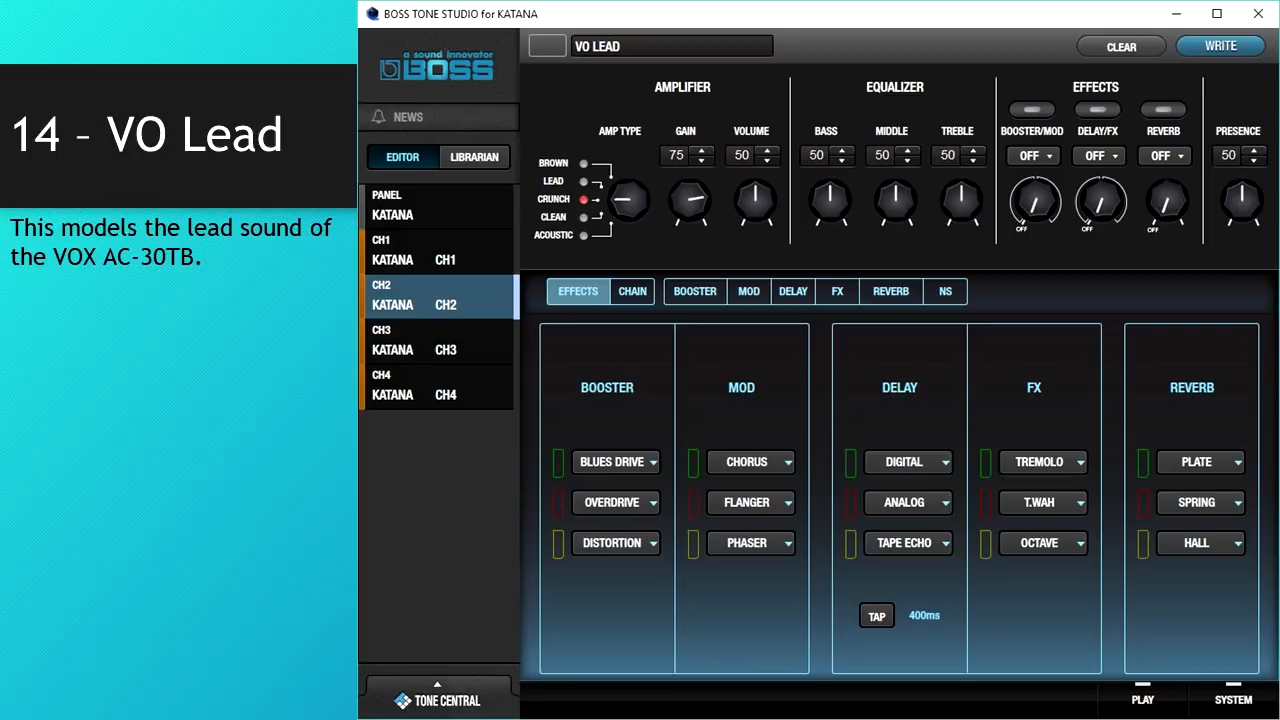 14 – VO Lead
This models the lead sound of
the VOX AC-30TB.
BOSS TONE STUDIO for KATANA
a sound innovator
BOSS
NEWS
EDITOR LIBRARIAN
PANEL
KATANA
CH1
KATANA CH1
CH2
KATANA CH2
CH3
KATANA CH3
CH4
KATANA CH4
TONE CENTRAL
VO LEAD
CLEAR WRITE
AMPLIFIER EQUALIZER EFFECTS
AMP TYPE GAIN VOLUME BASS MIDDLE TREBLE BOOSTER/MOD DELAY/FX REVERB PRESENCE
75 50 50 50 50 OFF OFF OFF 50
BROWN
LEAD
CRUNCH
CLEAN
ACOUSTIC
OFF OFF OFF
EFFECTS CHAIN BOOSTER MOD DELAY FX REVERB NS
BOOSTER MOD DELAY FX REVERB
BLUES DRIVE CHORUS DIGITAL TREMOLO PLATE
OVERDRIVE FLANGER ANALOG T.WAH SPRING
DISTORTION PHASER TAPE ECHO OCTAVE HALL
TAP 400ms
PLAY SYSTEM